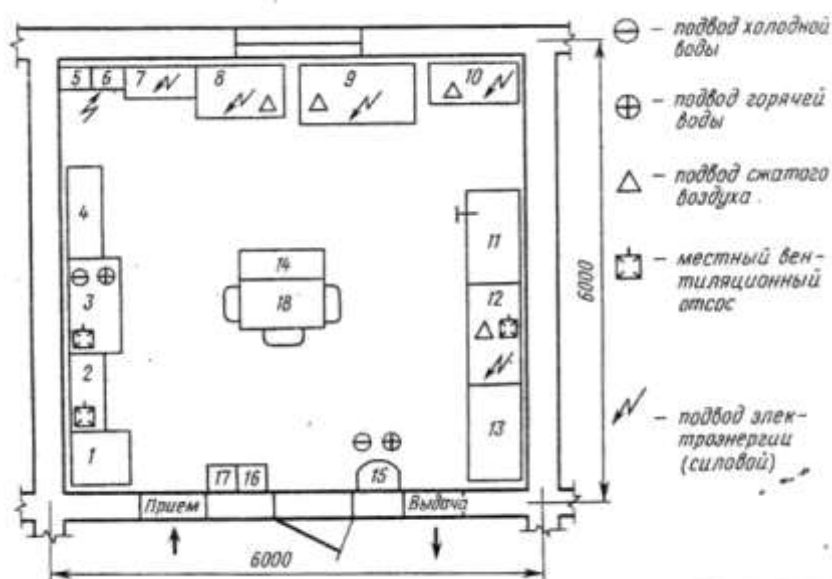 5 6 7 8 9 10
4
3
2
1
11
12
13
14
18
17 16
15
Прием
Выдача
6000
6000
– подвод холодной
воды
– подвод горячей
воды
– подвод сжатого
воздуха
– местный вен-
тиляционный
отсос
– подвод элек-
троэнергии
(силовой)